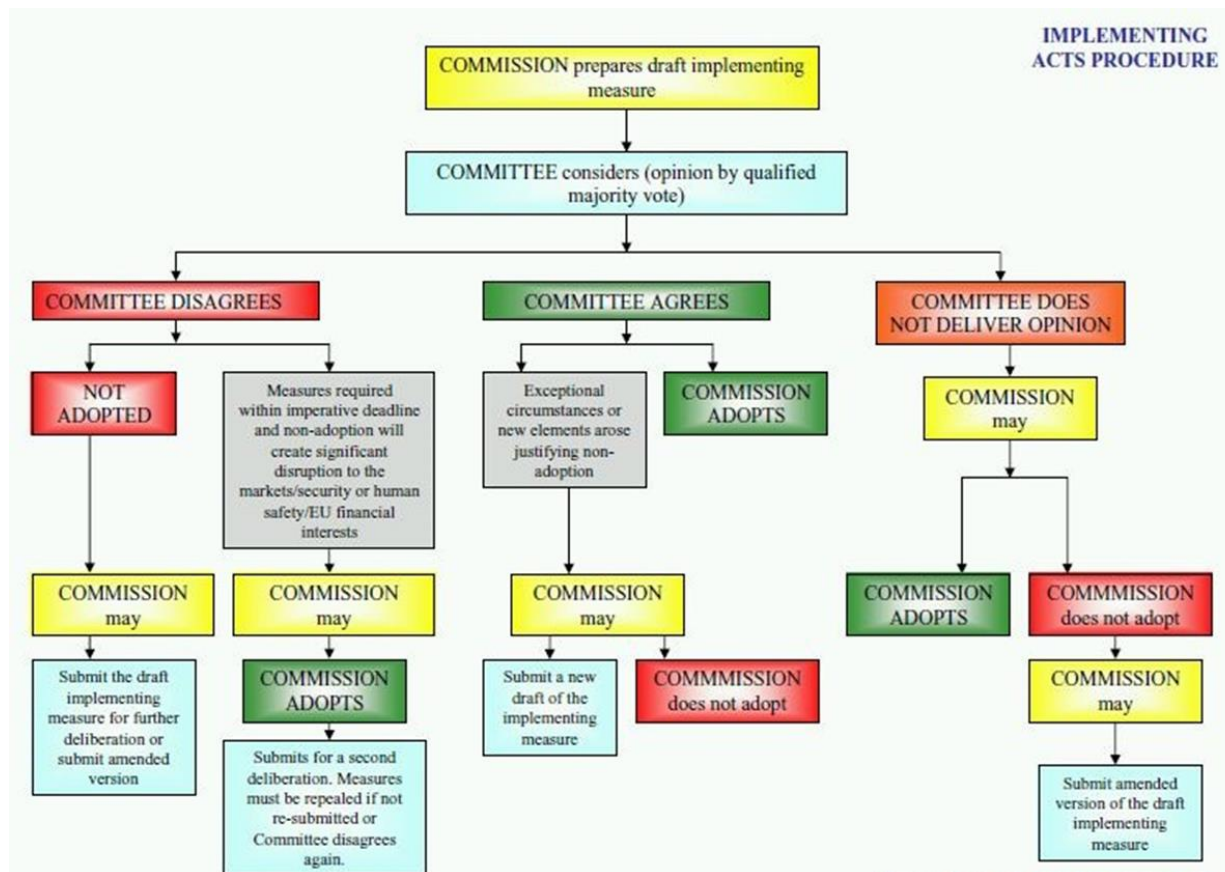 IMPLEMENTING
ACTS PROCEDURE
COMMISSION prepares draft implementing
measure
COMMITTEE considers (opinion by qualified
majority vote)
COMMITTEE DISAGREES
COMMITTEE AGREES
COMMITTEE DOES
NOT DELIVER OPINION
NOT
ADOPTED
Measures required
within imperative deadline
and non-adoption will
create significant
disruption to the
markets/security or human
safety/EU financial
interests
Exceptional
circumstances or
new elements arose
justifying non-
adoption
COMMISSION
ADOPTS
COMMISSION
may
COMMISSION
may
COMMISSION
may
COMMISSION
may
COMMISSION
ADOPTS
COMMMISSION
does not adopt
Submit the draft
implementing
measure for further
deliberation or
submit amended
version
COMMISSION
ADOPTS
Submits for a second
deliberation. Measures
must be repealed if not
re-submitted or
Committee disagrees
again.
Submit a new
draft of the
implementing
measure
COMMMISSION
does not adopt
COMMISSION
may
Submit amended
version of the draft
implementing
measure